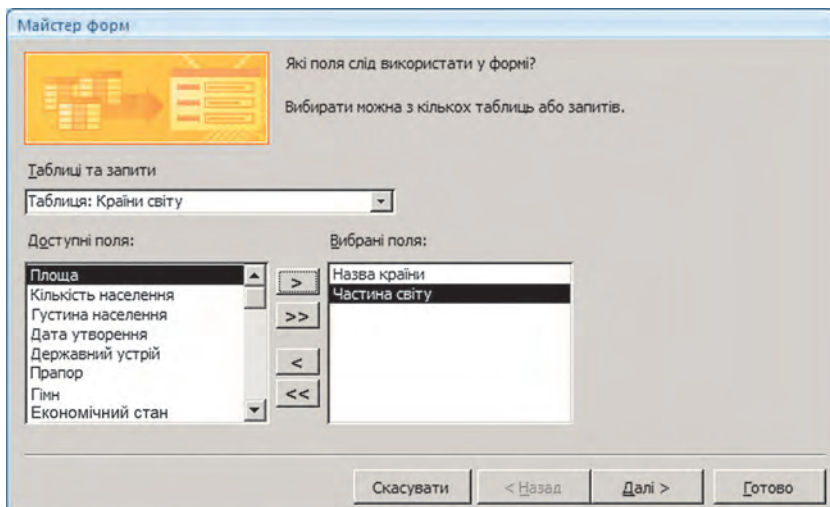 Майстер форм
Які поля слід використати у формі?
Вибирати можна з кількох таблиць або запитів.
Таблиці та запити
Таблиця: Країни світу
Доступні поля:
Вибрані поля:
Площа
Кількість населення
Густина населення
Дата утворення
Державний устрій
Прапор
Гімн
Економічний стан
>
>>
<
<<
Назва країни
Частина світу
Скасувати
< Назад
Далі >
Готово